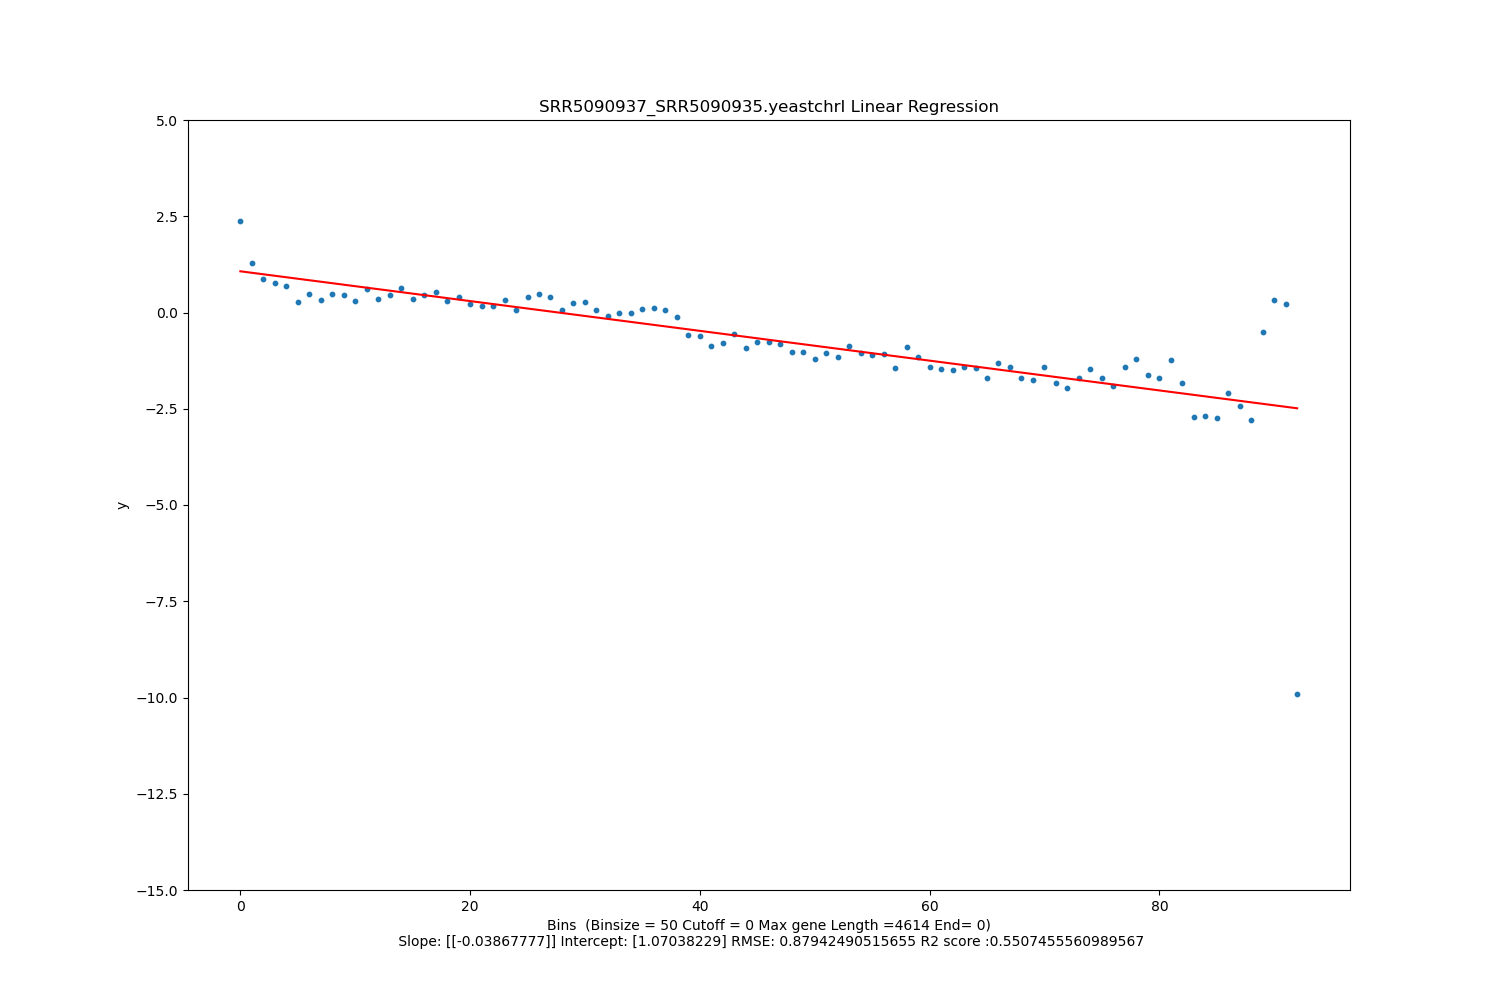 SRR5090937_SRR5090935.yeastchrI Linear Regression
5.0
2.5
0.0
−2.5
−5.0
−7.5
−10.0
−12.5
−15.0
y
0 20 40 60 80
Bins  (Binsize = 50 Cutoff = 0 Max gene Length =4614 End= 0)
Slope: [[-0.03867777]] Intercept: [1.07038229] RMSE: 0.87942490515655 R2 score :0.5507455560989567